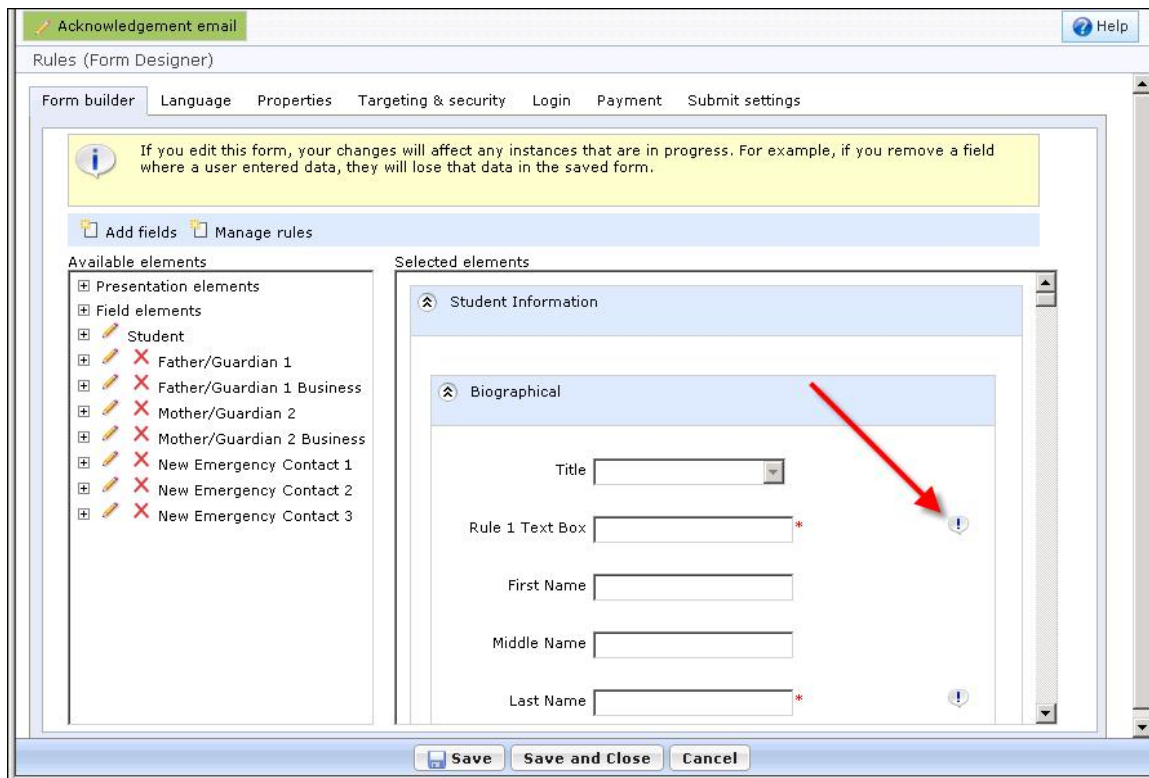 Acknowledgement email
Help
Rules (Form Designer)
Form builder Language Properties Targeting & security Login Payment Submit settings
If you edit this form, your changes will affect any instances that are in progress. For example, if you remove a field
where a user entered data, they will lose that data in the saved form.
Add fields Manage rules
Available elements
Presentation elements
Field elements
Student
Father/Guardian 1
Father/Guardian 1 Business
Mother/Guardian 2
Mother/Guardian 2 Business
New Emergency Contact 1
New Emergency Contact 2
New Emergency Contact 3
Selected elements
Student Information
Biographical
Title
Rule 1 Text Box *
First Name
Middle Name
Last Name *
Save Save and Close Cancel